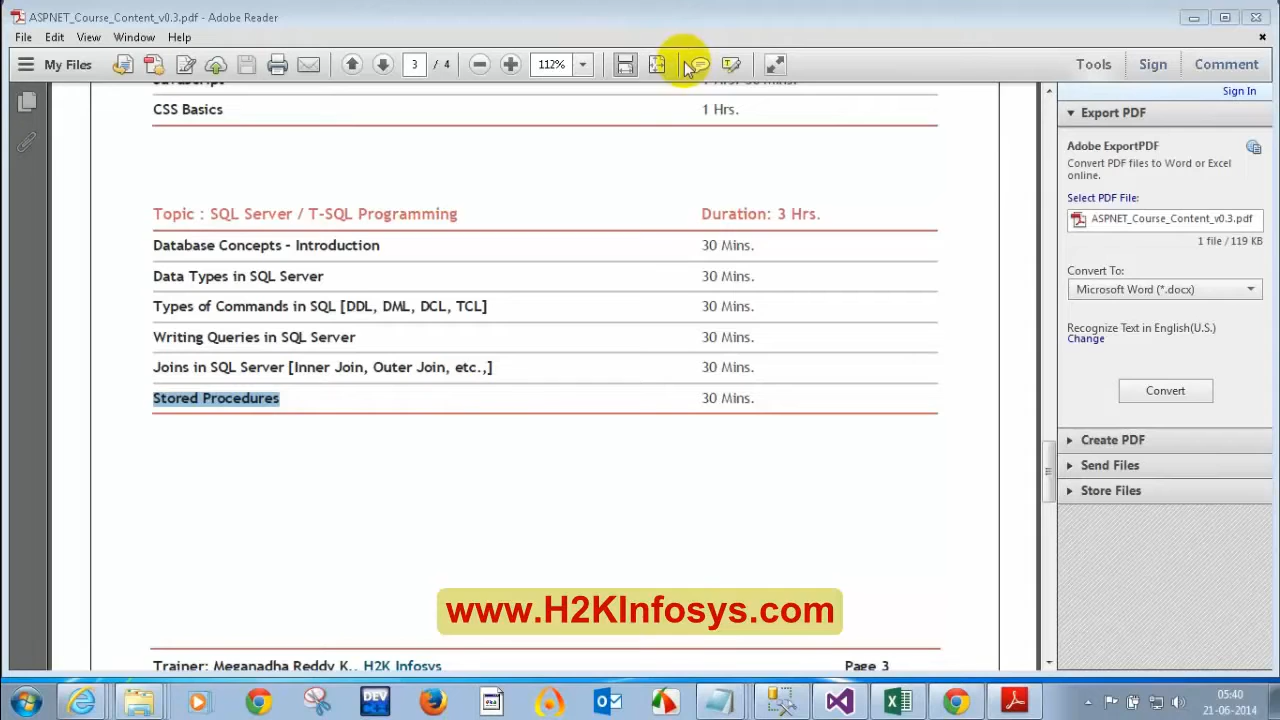 ASPNET_Course_Content_v0.3.pdf - Adobe Reader
File Edit View Window Help
My Files 3 / 4 112% Tools Sign Comment
Sign In
CSS Basics 1 Hrs.
Topic : SQL Server / T-SQL Programming Duration: 3 Hrs.
Database Concepts - Introduction 30 Mins.
Data Types in SQL Server 30 Mins.
Types of Commands in SQL [DDL, DML, DCL, TCL] 30 Mins.
Writing Queries in SQL Server 30 Mins.
Joins in SQL Server [Inner Join, Outer Join, etc.,] 30 Mins.
Stored Procedures 30 Mins.
www.H2KInfosys.com
Trainer: Meganadha Reddy K., H2K Infosys Page 3
Export PDF
Adobe ExportPDF
Convert PDF files to Word or Excel
online.
Select PDF File:
ASPNET_Course_Content_v0.3.pdf
1 file / 119 KB
Convert To:
Microsoft Word (*.docx)
Recognize Text in English(U.S.)
Change
Convert
Create PDF
Send Files
Store Files
DEV
05:40
21-06-2014